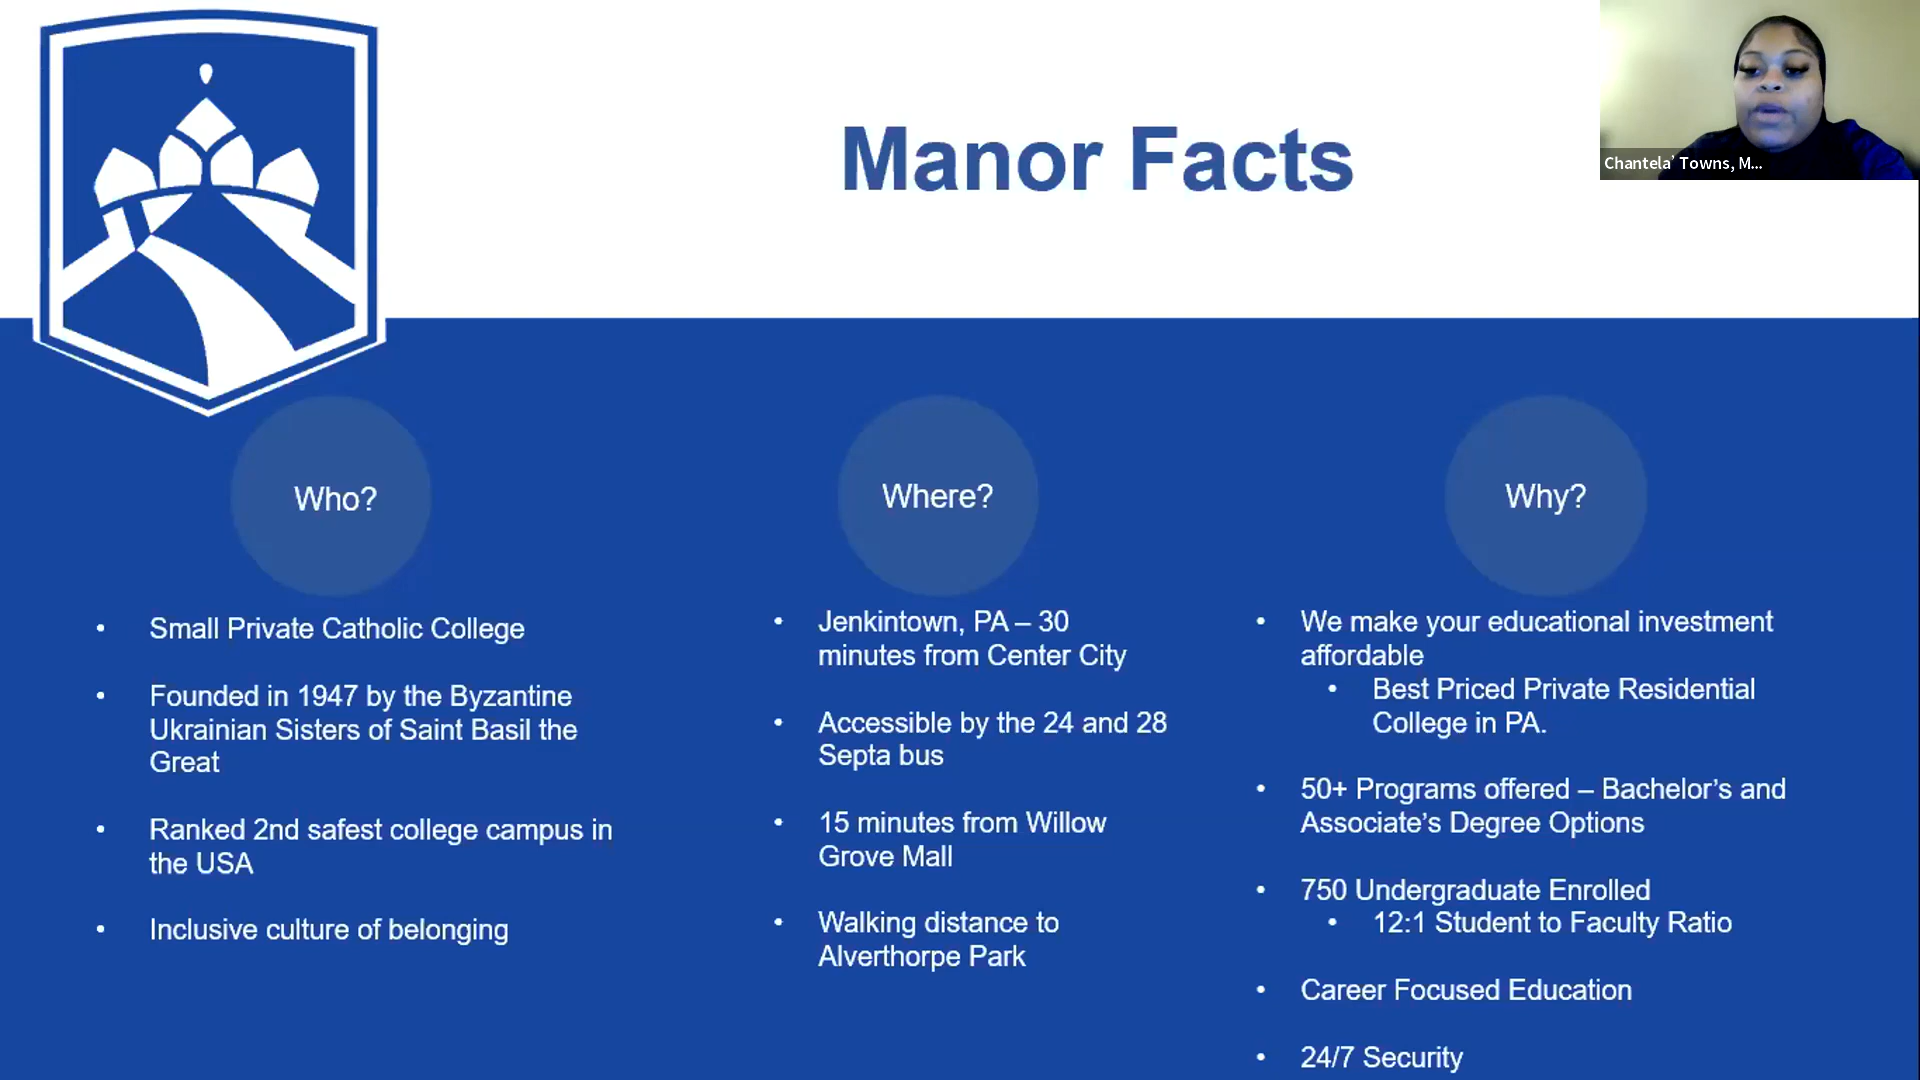 Manor Facts
Chantela’ Towns, M...
Who?
Small Private Catholic College
Founded in 1947 by the Byzantine
Ukrainian Sisters of Saint Basil the
Great
Ranked 2nd safest college campus in
the USA
Inclusive culture of belonging
Where?
Jenkintown, PA – 30
minutes from Center City
Accessible by the 24 and 28
Septa bus
15 minutes from Willow
Grove Mall
Walking distance to
Alverthorpe Park
Why?
We make your educational investment
affordable
Best Priced Private Residential
College in PA.
50+ Programs offered – Bachelor’s and
Associate’s Degree Options
750 Undergraduate Enrolled
12:1 Student to Faculty Ratio
Career Focused Education
24/7 Security